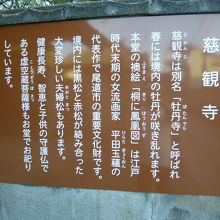 慈観寺
じかんじ
慈観寺は別名「牡丹寺」と呼ばれ
春には境内の牡丹が咲き乱れます。
本堂の襖絵「桐に鳳凰図」は江戸
時代末期の女流画家 平田玉蘊の
代表作で尾道市の重要文化財です。
境内には黒松と赤松が絡み合った
大変珍しい夫婦松もあります。
健康長寿、智恵と子供の守護仏で
ある虚空蔵菩薩様もお堂でお祀り
しています。